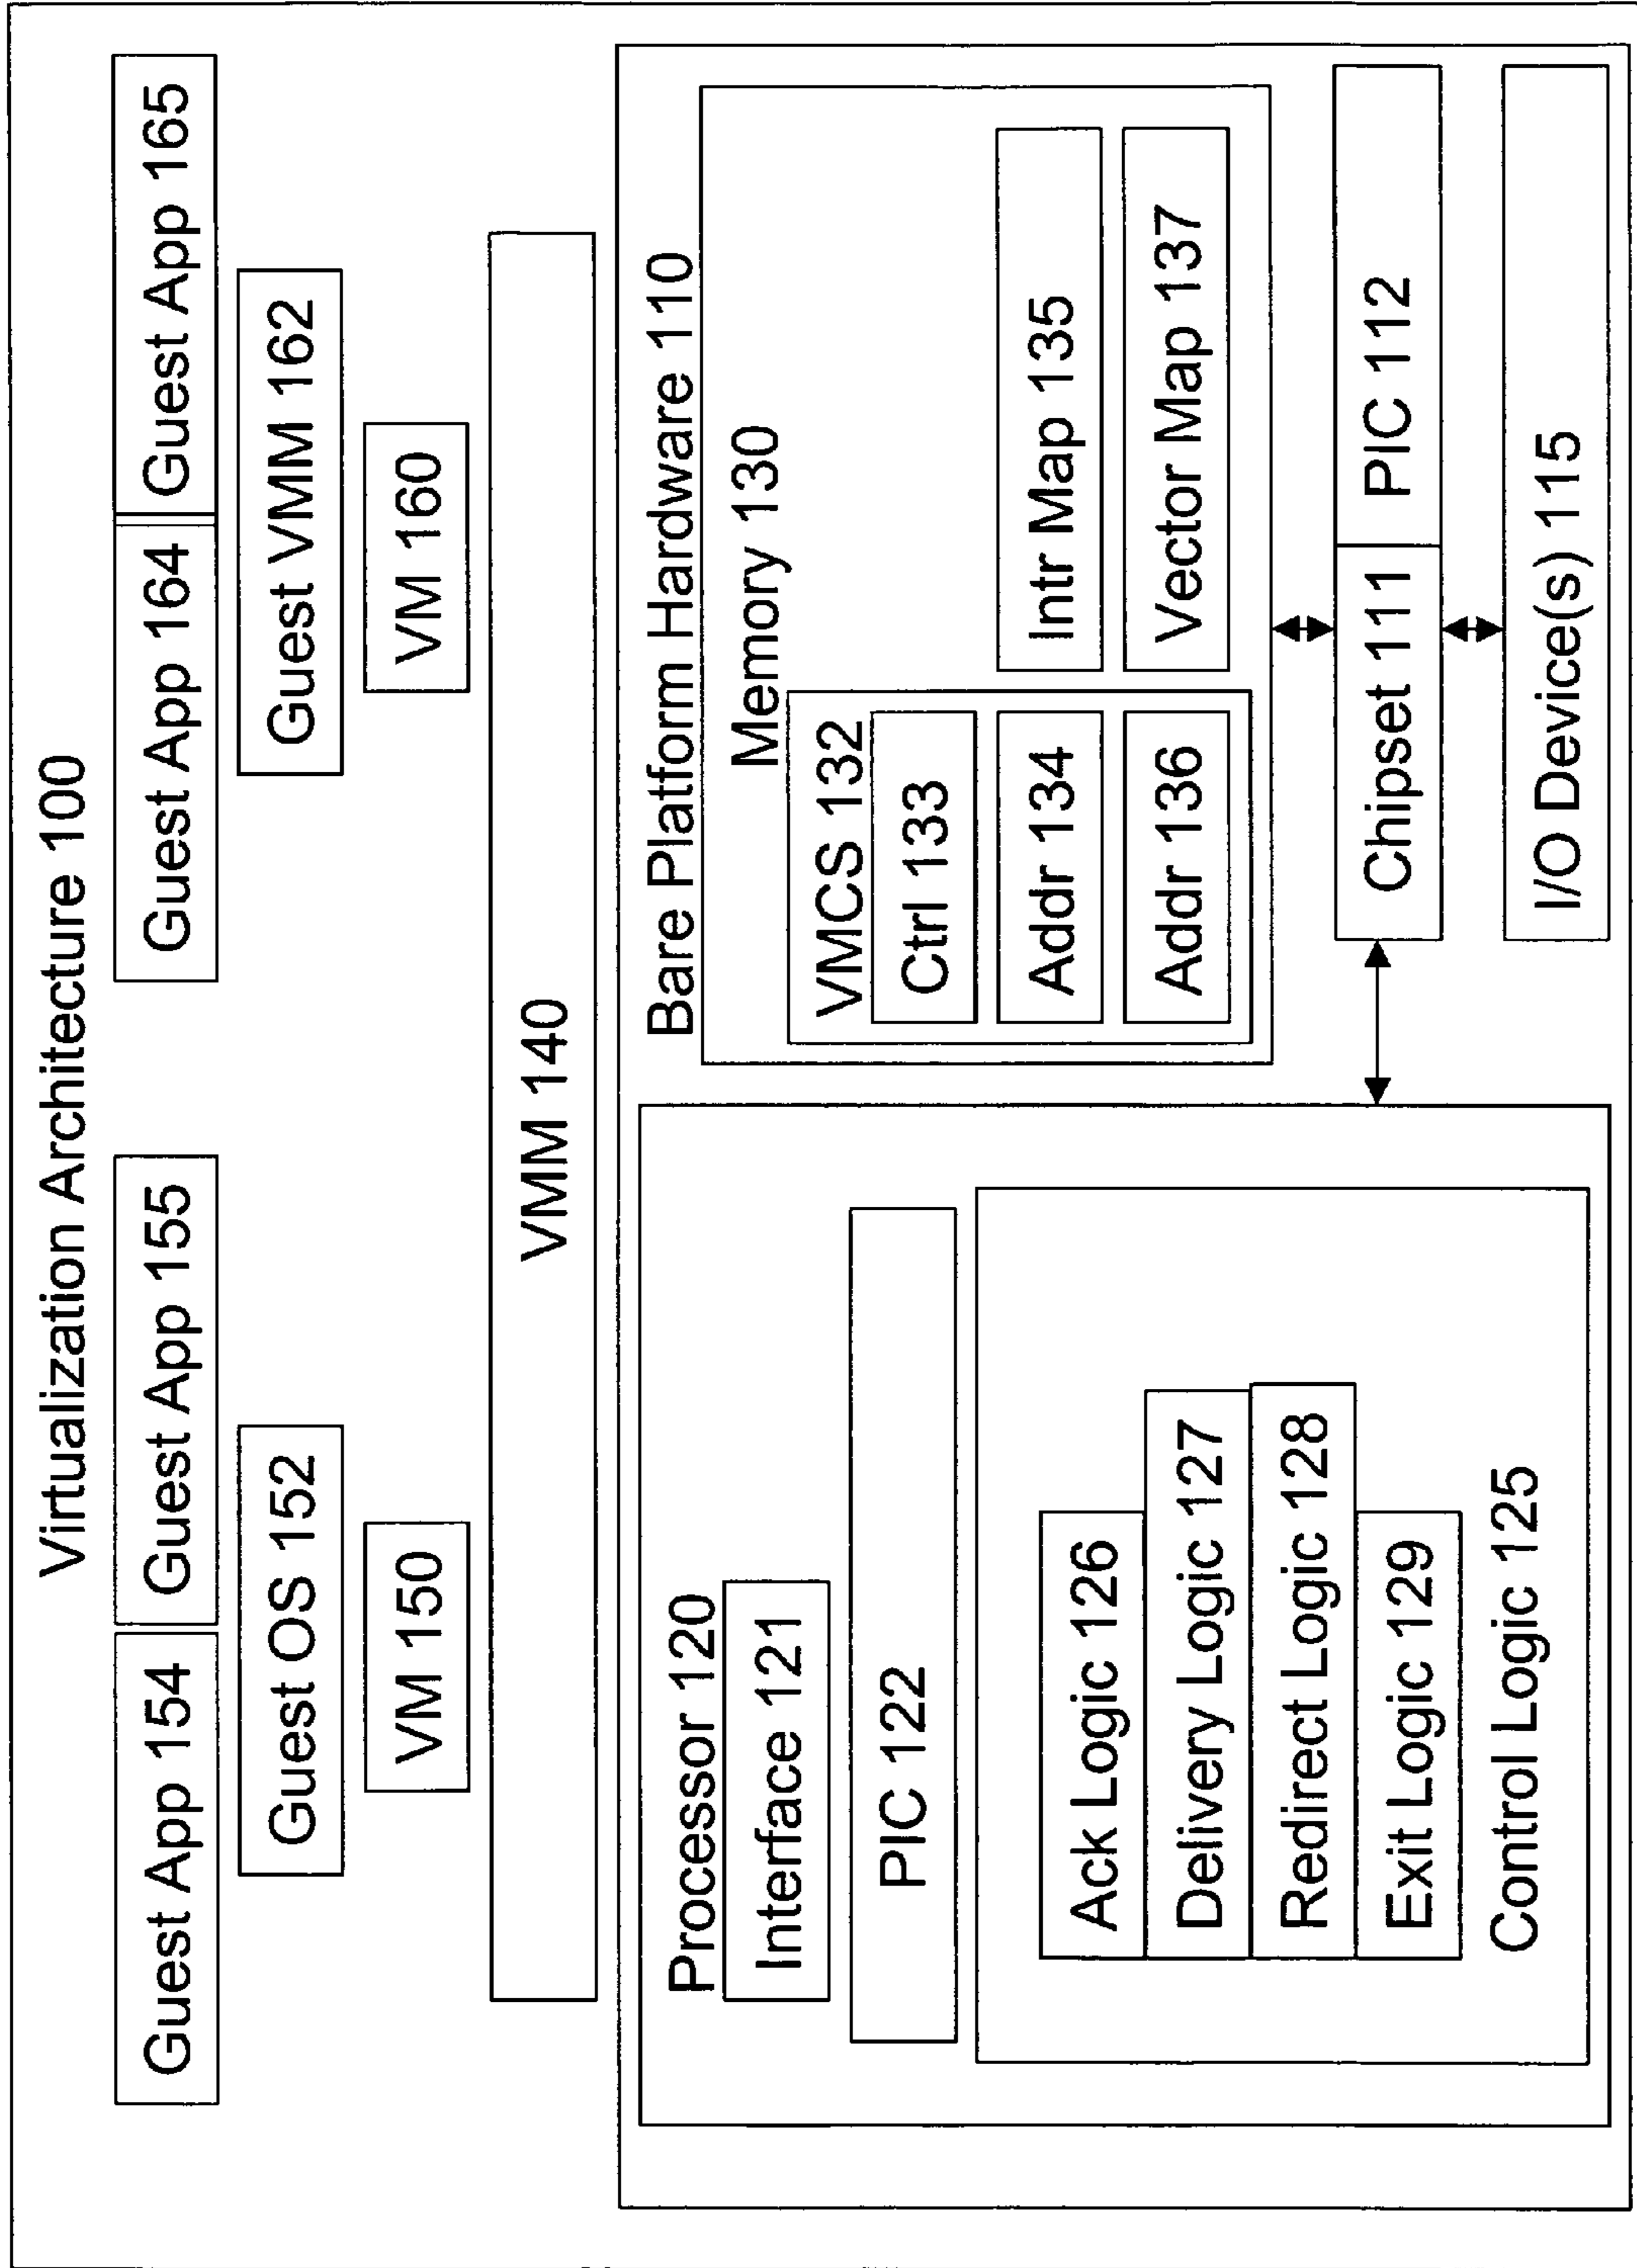 Virtualization Architecture 100
Guest App 154
Guest App 155
Guest App 164
Guest App 165
Guest OS 152
Guest VMM 162
VM 150
VM 160
VMM 140
Bare Platform Hardware 110
Processor 120
Interface 121
PIC 122
Ack Logic 126
Delivery Logic 127
Redirect Logic 128
Exit Logic 129
Control Logic 125
Memory 130
VMCS 132
Ctrl 133
Addr 134
Intr Map 135
Addr 136
Vector Map 137
Chipset 111
PIC 112
I/O Device(s) 115